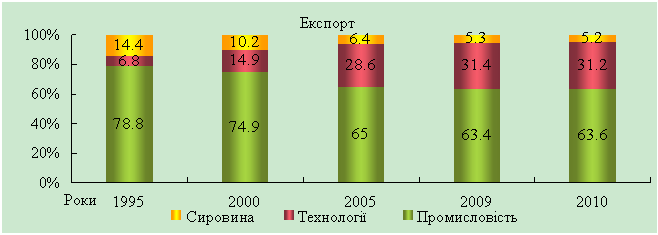 Експорт
100% 14.4 10.2 6.4 5.3 5.2
80% 6.8 14.9 28.6 31.4 31.2
60%
40% 78.8 74.9 65 63.4 63.6
20%
0%
Роки 1995 2000 2005 2009 2010
Сировина Технології Промисловість